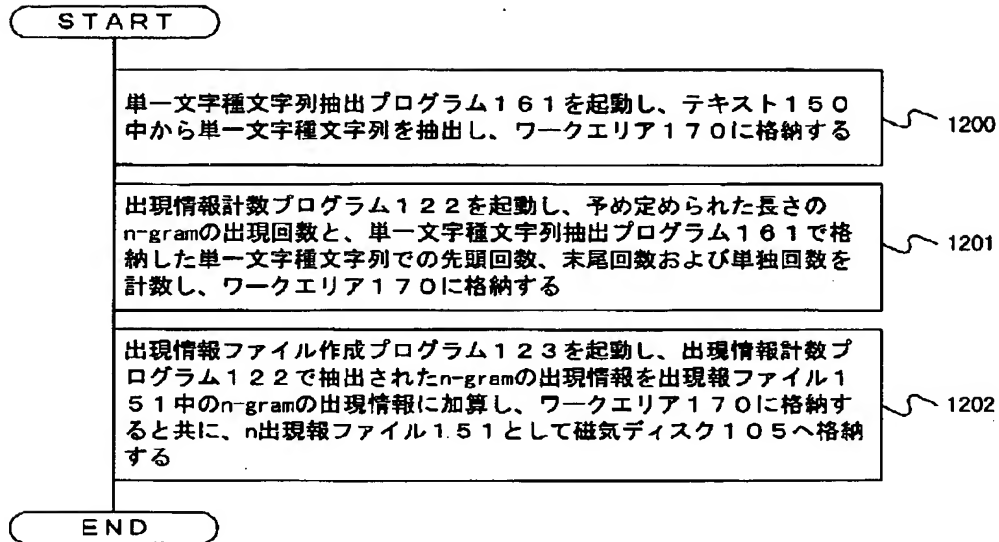 START
単一文字種文字列抽出プログラム161を起動し、テキスト150
中から単一文字種文字列を抽出し、ワークエリア170に格納する
1200
出現情報計数プログラム122を起動し、予め定められた長さの
n-gramの出現回数と、単一文字種文字列抽出プログラム161で格
納した単一文字種文字列での先頭回数、末尾回数および単独回数を
計数し、ワークエリア170に格納する
1201
出現情報ファイル作成プログラム123を起動し、出現情報計数プ
ログラム122で抽出されたn-gramの出現情報を出現報ファイル1
51中のn-gramの出現情報に加算し、ワークエリア170に格納す
ると共に、n出現報ファイル151として磁気ディスク105へ格納
する
1202
END